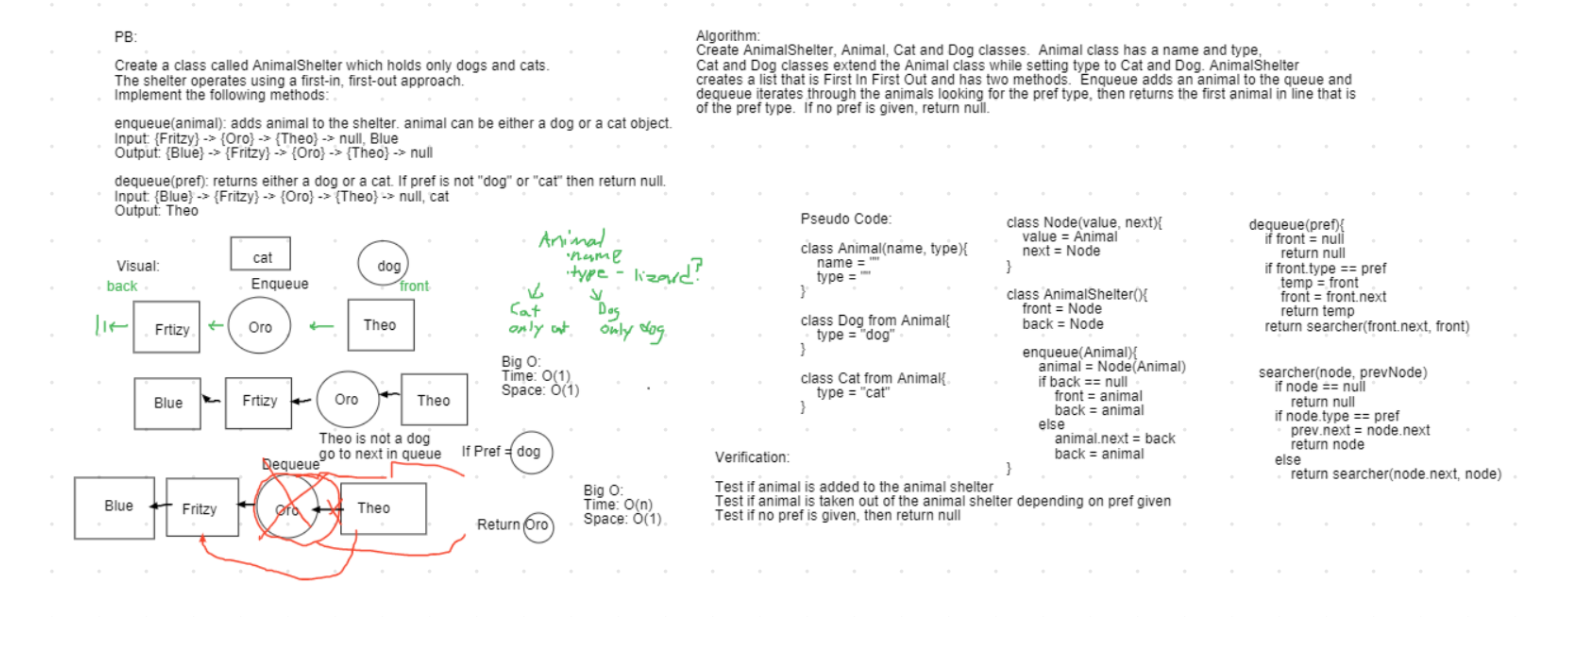 PB:
Create a class called AnimalShelter which holds only dogs and cats.
The shelter operates using a first-in, first-out approach.
Implement the following methods:
enqueue(animal): adds animal to the shelter. animal can be either a dog or a cat object.
Input: {Fritzy} -> {Oro} -> {Theo} -> null, Blue
Output: {Blue} -> {Fritzy} -> {Oro} -> {Theo} -> null
dequeue(pref): returns either a dog or a cat. If pref is not "dog" or "cat" then return null.
Input: {Blue} -> {Fritzy} -> {Oro} -> {Theo} -> null, cat
Output: Theo
Visual:
cat
dog
back
Enqueue
front
Frtizy
Oro
Theo
Animal
name
type - lizard?
Cat
only cat
Dog
only dog
Big O:
Time: O(1)
Space: O(1)
Blue
Frtizy
Oro
Theo
Theo is not a dog
go to next in queue
If Pref = dog
Dequeue
Blue
Fritzy
Oro
Theo
Return Oro
Big O:
Time: O(n)
Space: O(1)
Algorithm:
Create AnimalShelter, Animal, Cat and Dog classes. Animal class has a name and type,
Cat and Dog classes extend the Animal class while setting type to Cat and Dog. AnimalShelter
creates a list that is First In First Out and has two methods. Enqueue adds an animal to the queue and
dequeue iterates through the animals looking for the pref type, then returns the first animal in line that is
of the pref type. If no pref is given, return null.
Pseudo Code:
class Animal(name, type){
name = ""
type = ""
}
class Dog from Animal{
type = "dog"
}
class Cat from Animal{
type = "cat"
}
class Node(value, next){
value = Animal
next = Node
}
class AnimalShelter(){
front = Node
back = Node
enqueue(Animal){
animal = Node(Animal)
if back == null
front = animal
back = animal
else
animal.next = back
back = animal
}
dequeue(pref){
if front = null
return null
if front.type == pref
temp = front
front = front.next
return temp
return searcher(front.next, front)
searcher(node, prevNode)
if node == null
return null
if node.type == pref
prev.next = node.next
return node
else
return searcher(node.next, node)
Verification:
Test if animal is added to the animal shelter
Test if animal is taken out of the animal shelter depending on pref given
Test if no pref is given, then return null